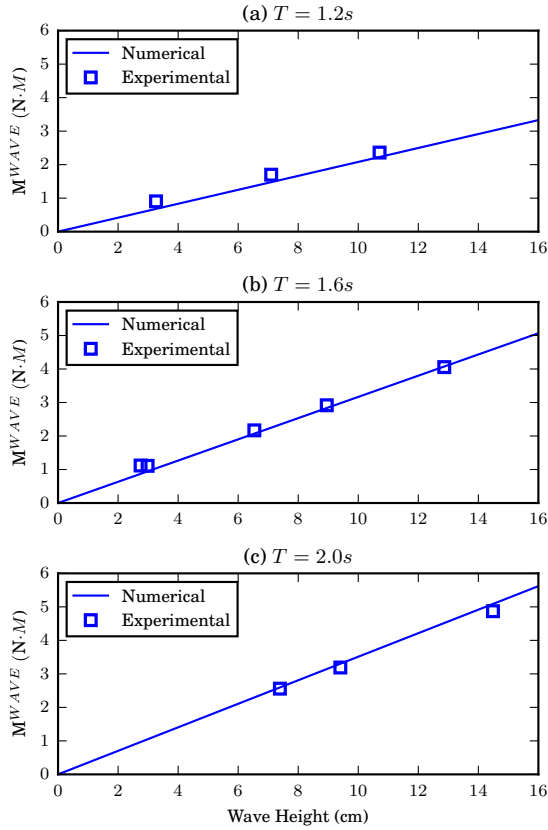 (a) T = 1.2s
6
5
4
3
2
1
0
M^{WAVE} (N·M)
Numerical
Experimental
0 2 4 6 8 10 12 14 16
(b) T = 1.6s
6
5
4
3
2
1
0
M^{WAVE} (N·M)
Numerical
Experimental
0 2 4 6 8 10 12 14 16
(c) T = 2.0s
6
5
4
3
2
1
0
M^{WAVE} (N·M)
Numerical
Experimental
0 2 4 6 8 10 12 14 16
Wave Height (cm)